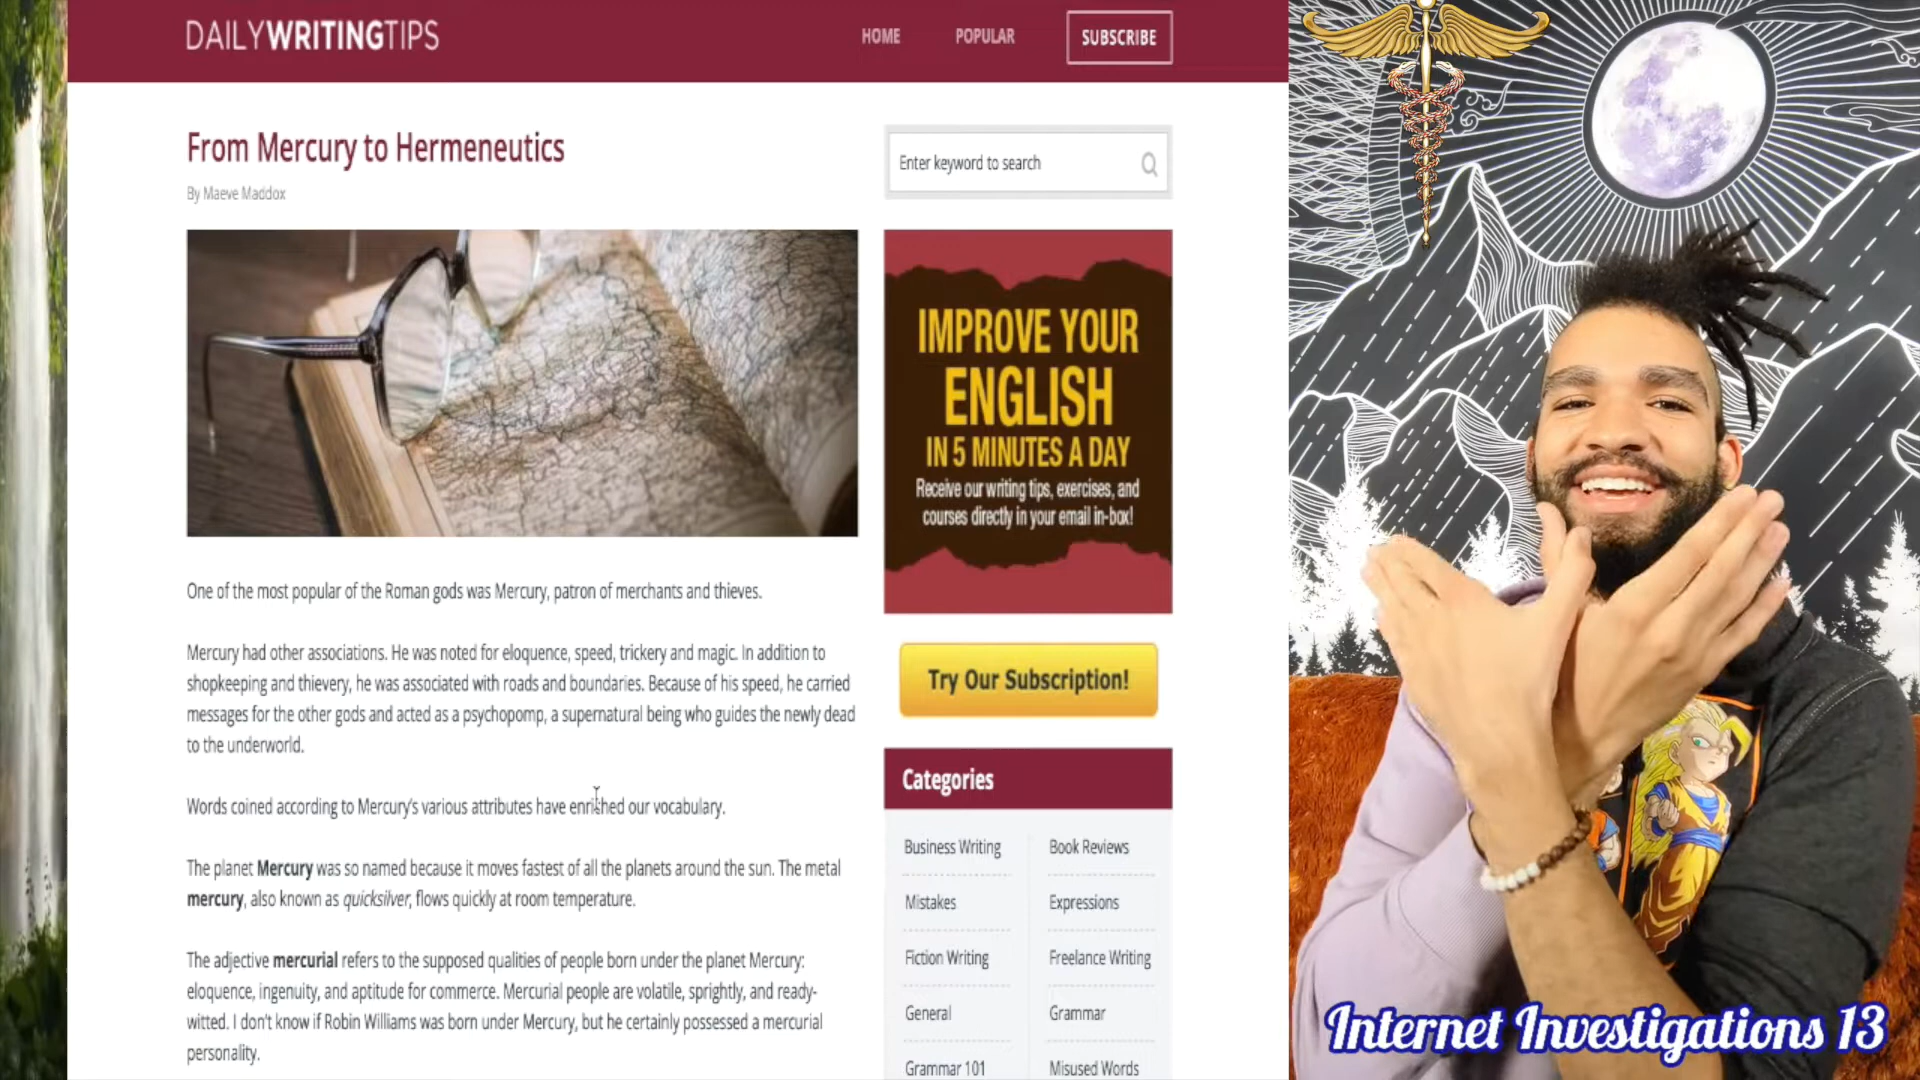 DAILYWRITINGTIPS
HOME
POPULAR
SUBSCRIBE
From Mercury to Hermeneutics
By Maeve Maddox
Enter keyword to search
IMPROVE YOUR
ENGLISH
IN 5 MINUTES A DAY
Receive our writing tips, exercises, and
courses directly in your email in-box!
Try Our Subscription!
One of the most popular of the Roman gods was Mercury, patron of merchants and thieves.
Mercury had other associations. He was noted for eloquence, speed, trickery and magic. In addition to
shopkeeping and thievery, he was associated with roads and boundaries. Because of his speed, he carried
messages for the other gods and acted as a psychopomp, a supernatural being who guides the newly dead
to the underworld.
Words coined according to Mercury's various attributes have enriched our vocabulary.
The planet Mercury was so named because it moves fastest of all the planets around the sun. The metal
mercury, also known as quicksilver, flows quickly at room temperature.
The adjective mercurial refers to the supposed qualities of people born under the planet Mercury:
eloquence, ingenuity, and aptitude for commerce. Mercurial people are volatile, sprightly, and ready-
witted. I don't know if Robin Williams was born under Mercury, but he certainly possessed a mercurial
personality.
Categories
Business Writing
Book Reviews
Mistakes
Expressions
Fiction Writing
Freelance Writing
General
Grammar
Grammar 101
Misused Words
Internet Investigations 13